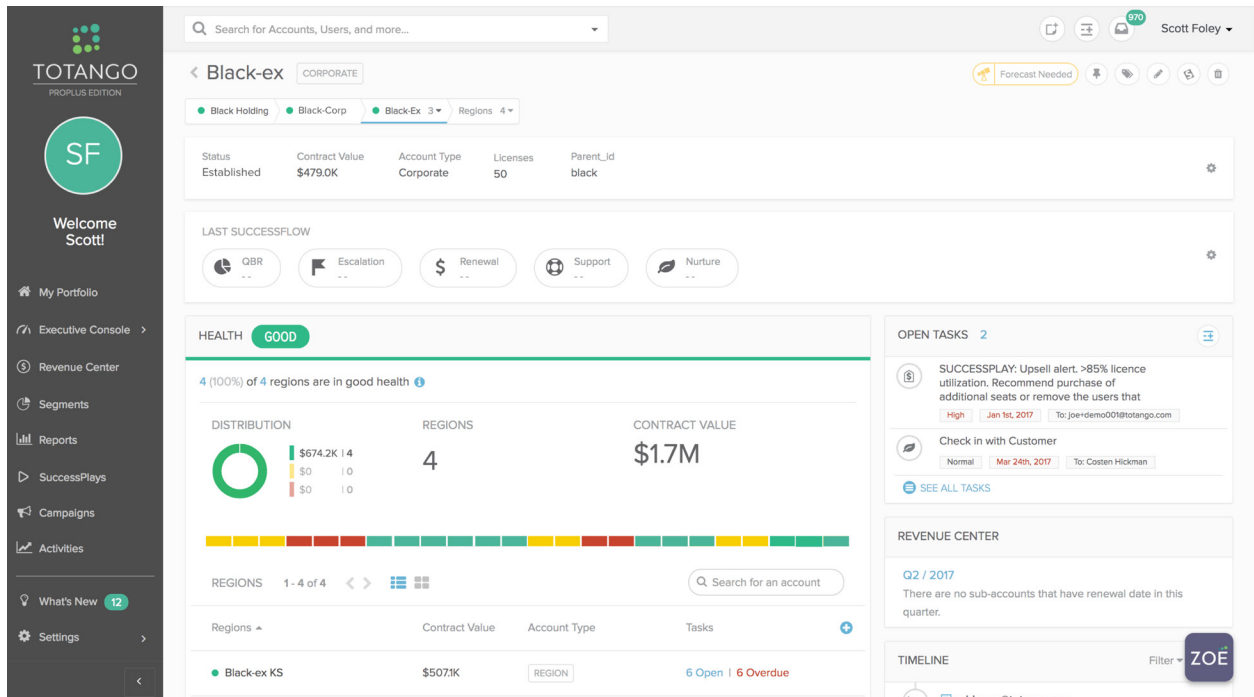 TOTANGO
PROPLUS EDITION
SF
Welcome
Scott!
My Portfolio
Executive Console
Revenue Center
Segments
Reports
SuccessPlays
Campaigns
Activities
What's New 12
Settings
Search for Accounts, Users, and more...
970
Scott Foley
Black-ex CORPORATE
Forecast Needed
Black Holding Black-Corp Black-Ex 3 Regions 4
Status Contract Value Account Type Licenses Parent_id
Established $479.0K Corporate 50 black
LAST SUCCESSFLOW
QBR Escalation Renewal Support Nurture
-- -- -- -- --
HEALTH GOOD
4 (100%) of 4 regions are in good health
DISTRIBUTION REGIONS CONTRACT VALUE
$674.2K | 4
$0 | 0
$0 | 0
4
$1.7M
REGIONS 1 - 4 of 4 Search for an account
Regions Contract Value Account Type Tasks
Black-ex KS $507.1K REGION 6 Open | 6 Overdue
OPEN TASKS 2
SUCCESSPLAY: Upsell alert. >85% licence
utilization. Recommend purchase of
additional seats or remove the users that
High Jan 1st, 2017 To: joe+demo001@totango.com
Check in with Customer
Normal Mar 24th, 2017 To: Costen Hickman
SEE ALL TASKS
REVENUE CENTER
Q2 / 2017
There are no sub-accounts that have renewal date in this
quarter.
TIMELINE Filter
ZOE